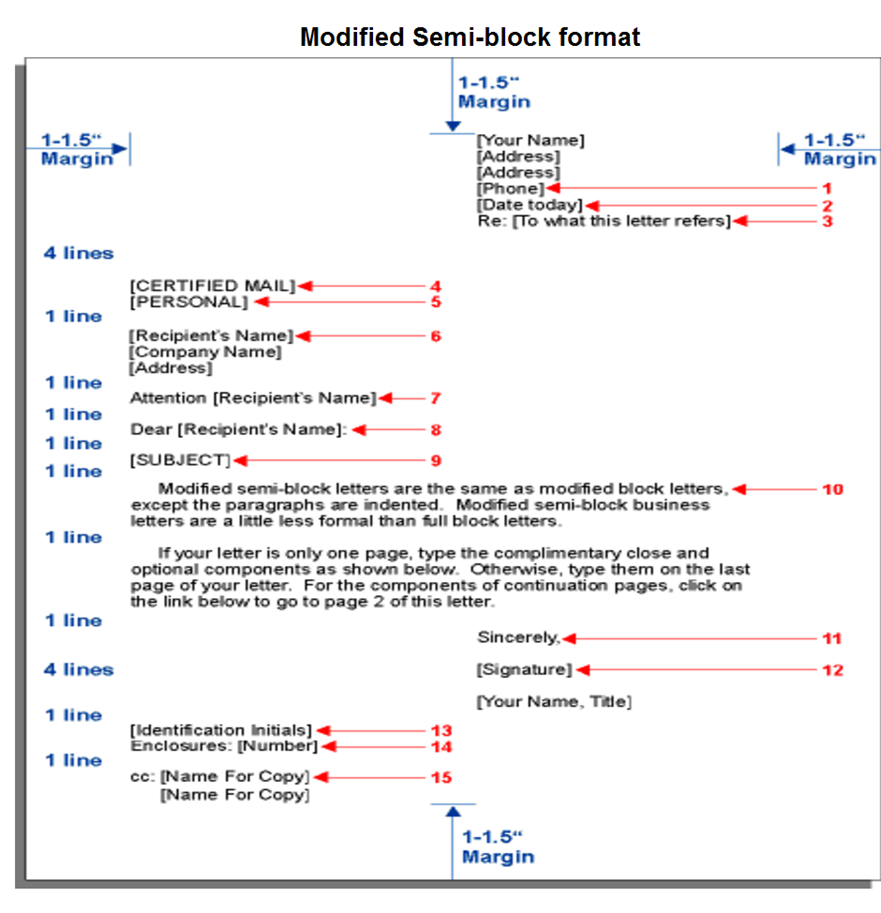 Modified Semi-block format
1-1.5"
Margin
1-1.5"
Margin
1-1.5"
Margin
[Your Name]
[Address]
[Address]
[Phone] 1
[Date today] 2
Re: [To what this letter refers] 3
4 lines
[CERTIFIED MAIL] 4
[PERSONAL] 5
1 line
[Recipient's Name] 6
[Company Name]
[Address]
1 line
Attention [Recipient's Name] 7
1 line
Dear [Recipient's Name]: 8
1 line
[SUBJECT] 9
1 line
Modified semi-block letters are the same as modified block letters, 10
except the paragraphs are indented. Modified semi-block business
letters are a little less formal than full block letters.
1 line
If your letter is only one page, type the complimentary close and
optional components as shown below. Otherwise, type them on the last
page of your letter. For the components of continuation pages, click on
the link below to go to page 2 of this letter.
1 line
Sincerely, 11
4 lines
[Signature] 12
[Your Name, Title]
1 line
[Identification Initials] 13
Enclosures: [Number] 14
1 line
cc: [Name For Copy] 15
[Name For Copy]
1-1.5"
Margin